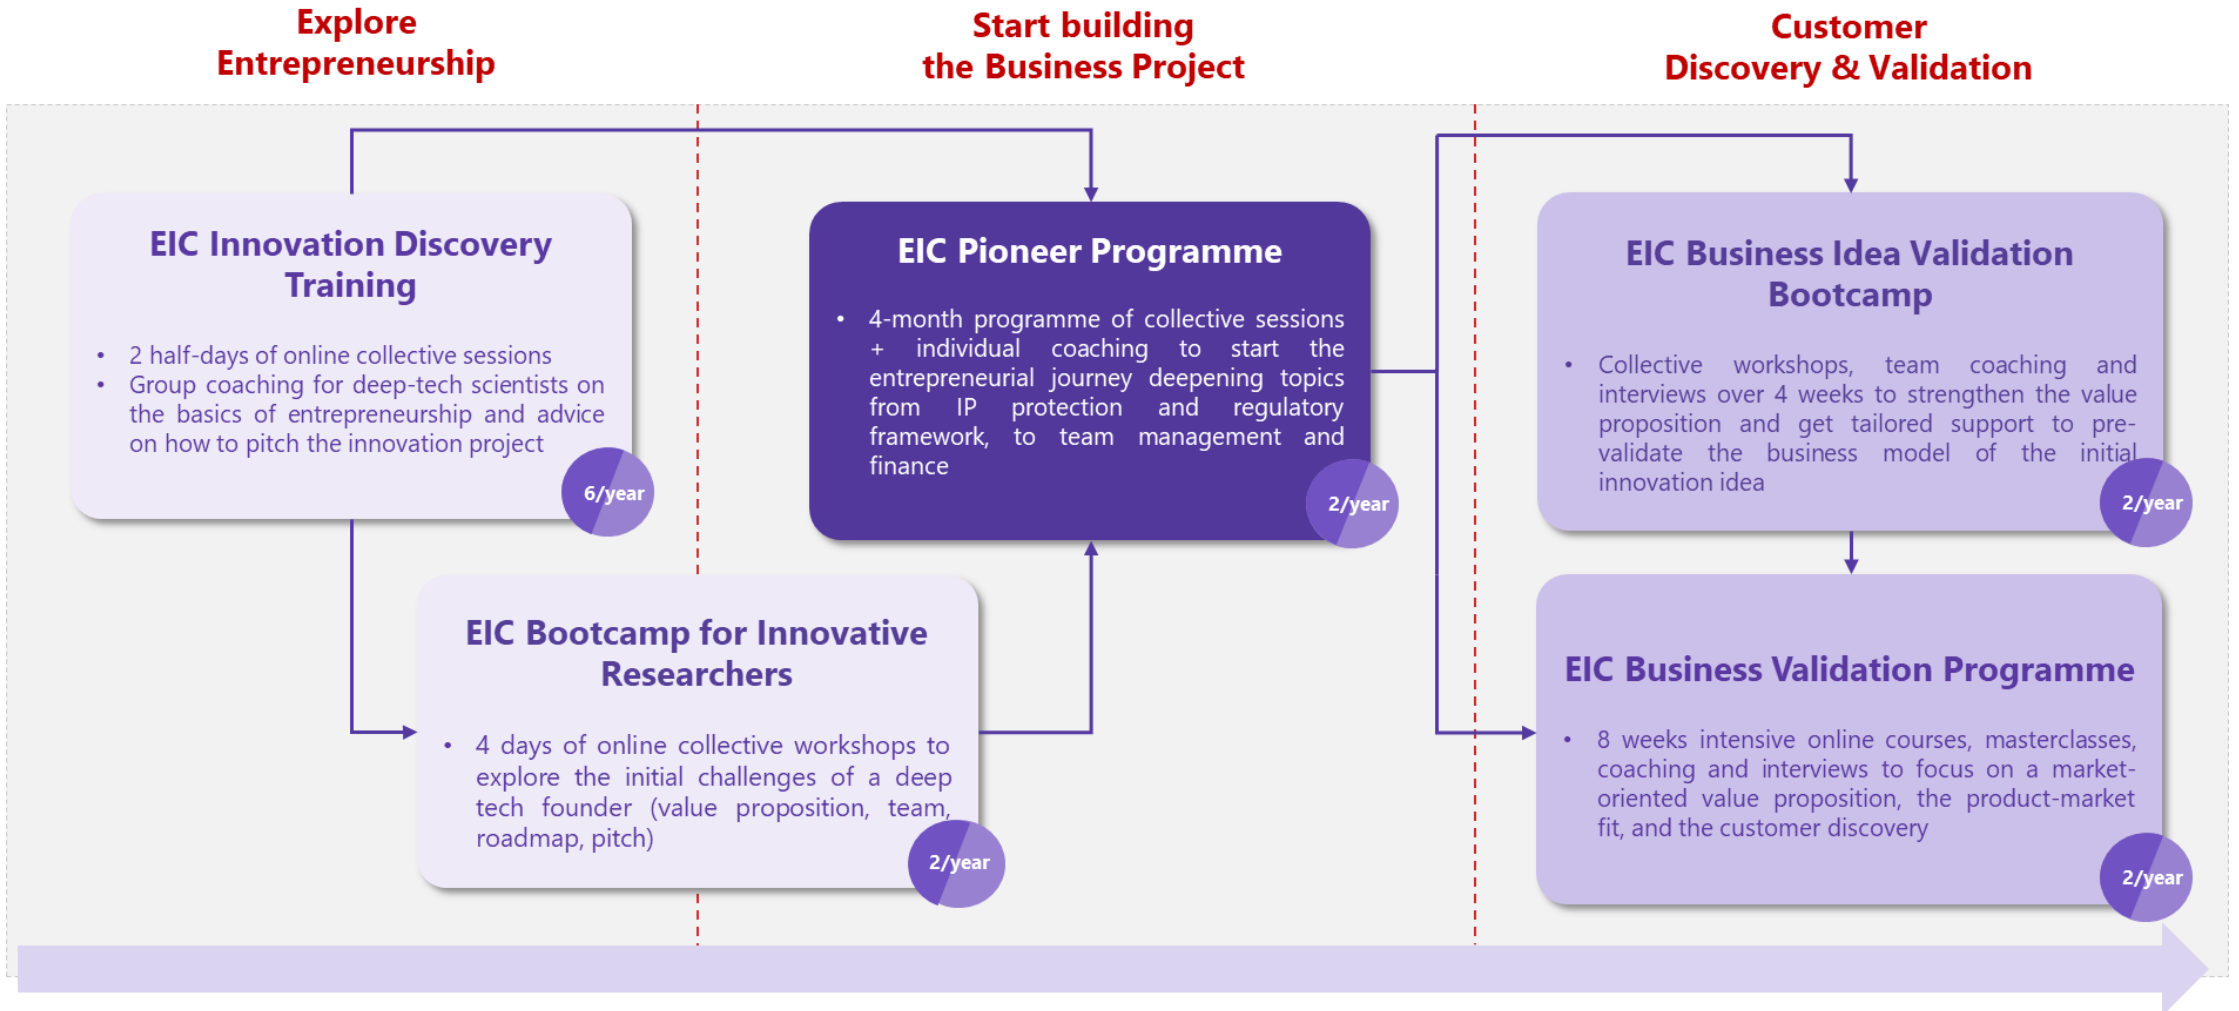 Explore
Entrepreneurship
Start building
the Business Project
Customer
Discovery & Validation
EIC Innovation Discovery
Training
• 2 half-days of online collective sessions
• Group coaching for deep-tech scientists on
the basics of entrepreneurship and advice
on how to pitch the innovation project
6/year
EIC Bootcamp for Innovative
Researchers
• 4 days of online collective workshops to
explore the initial challenges of a deep
tech founder (value proposition, team,
roadmap, pitch)
2/year
EIC Pioneer Programme
• 4-month programme of collective sessions
+ individual coaching to start the
entrepreneurial journey deepening topics
from IP protection and regulatory
framework, to team management and
finance
2/year
EIC Business Idea Validation
Bootcamp
• Collective workshops, team coaching and
interviews over 4 weeks to strengthen the value
proposition and get tailored support to pre-
validate the business model of the initial
innovation idea
2/year
EIC Business Validation Programme
• 8 weeks intensive online courses, masterclasses,
coaching and interviews to focus on a market-
oriented value proposition, the product-market
fit, and the customer discovery
2/year